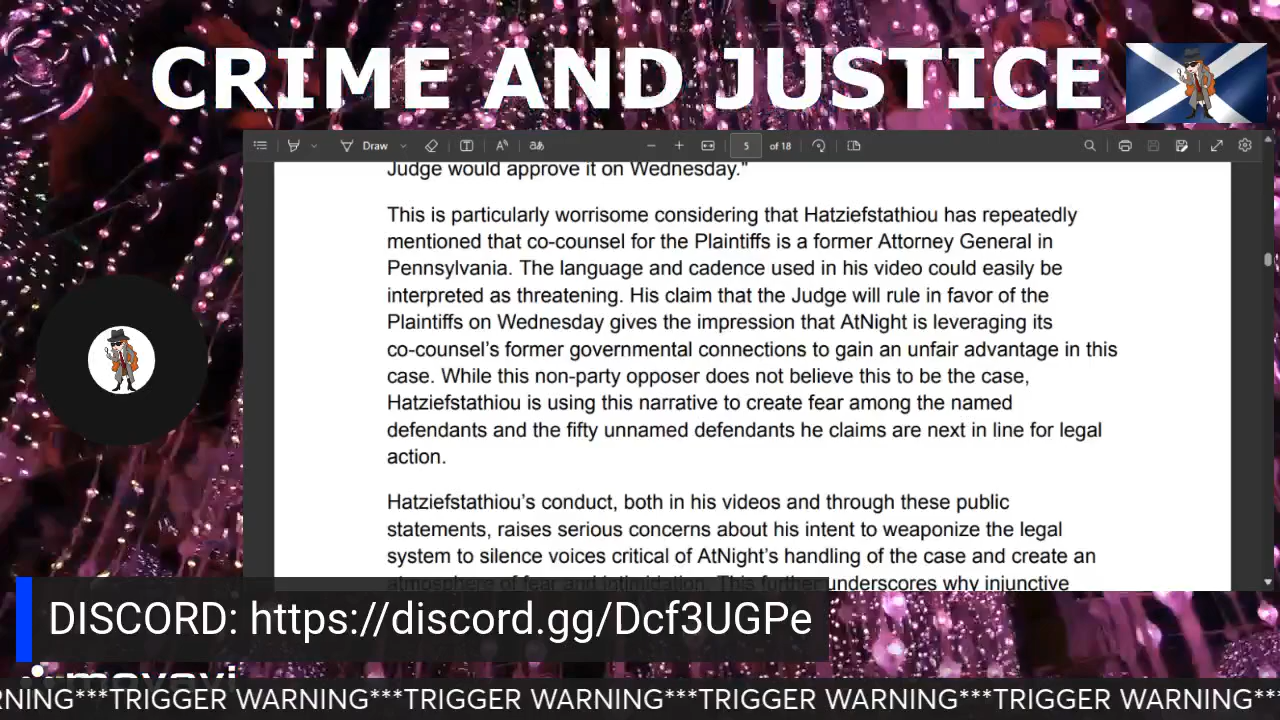 CRIME AND JUSTICE
Draw
5 of 18
Judge would approve it on Wednesday."
This is particularly worrisome considering that Hatziefstathiou has repeatedly
mentioned that co-counsel for the Plaintiffs is a former Attorney General in
Pennsylvania. The language and cadence used in his video could easily be
interpreted as threatening. His claim that the Judge will rule in favor of the
Plaintiffs on Wednesday gives the impression that AtNight is leveraging its
co-counsel's former governmental connections to gain an unfair advantage in this
case. While this non-party opposer does not believe this to be the case,
Hatziefstathiou is using this narrative to create fear among the named
defendants and the fifty unnamed defendants he claims are next in line for legal
action.
Hatziefstathiou's conduct, both in his videos and through these public
statements, raises serious concerns about his intent to weaponize the legal
system to silence voices critical of AtNight's handling of the case and create an
atmosphere of fear and intimidation. This further underscores why injunctive
DISCORD: https://discord.gg/Dcf3UGPe
RNING***TRIGGER WARNING***TRIGGER WARNING***TRIGGER WARNING***TRIGGER WARNING***